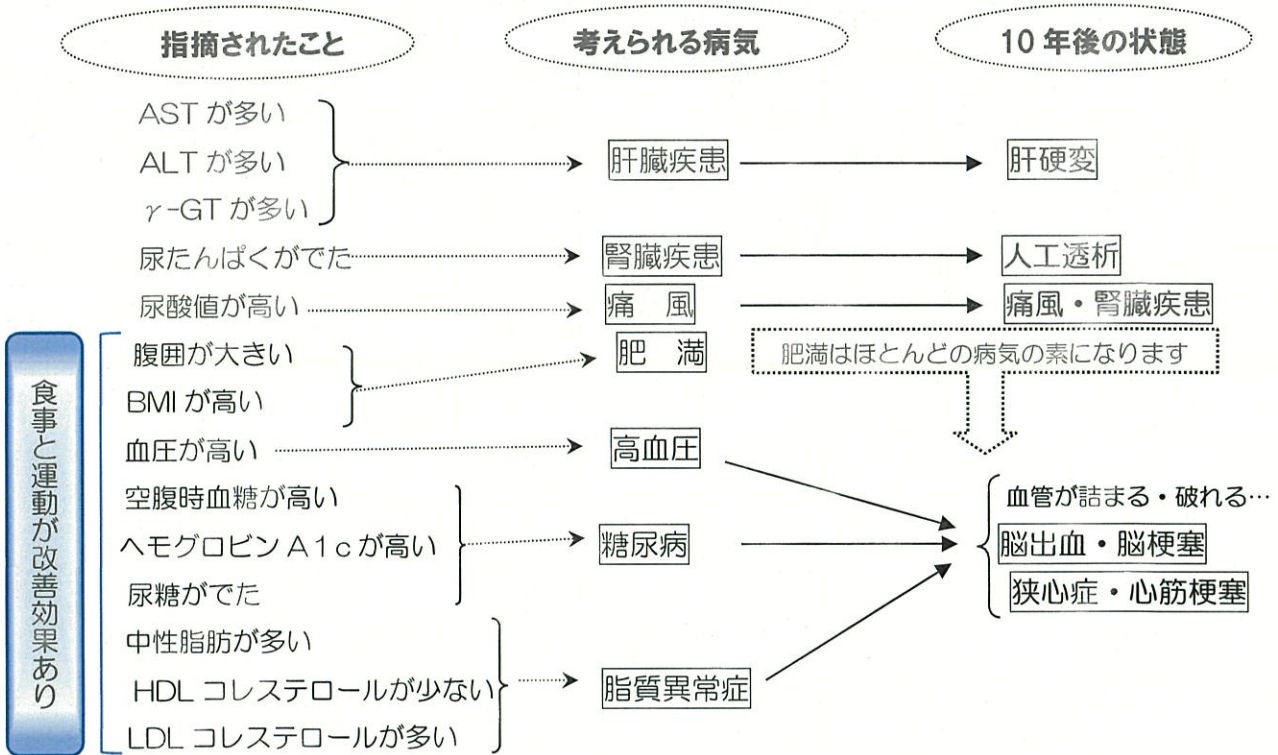 指摘されたこと 考えられる病気 10年後の状態
ASTが多い
ALTが多い 肝臓疾患 肝硬変
γ-GTが多い
尿たんぱくがでた 腎臓疾患 人工透析
尿酸値が高い 痛 風 痛風・腎臓疾患
腹囲が大きい 肥 満 肥満はほとんどの病気の素になります
BMIが高い
血圧が高い 高血圧
空腹時血糖が高い 血管が詰まる・破れる…
ヘモグロビンA1cが高い 糖尿病 脳出血・脳梗塞
尿糖がでた 狭心症・心筋梗塞
中性脂肪が多い
HDLコレステロールが少ない 脂質異常症
LDLコレステロールが多い
食事と運動が改善効果あり